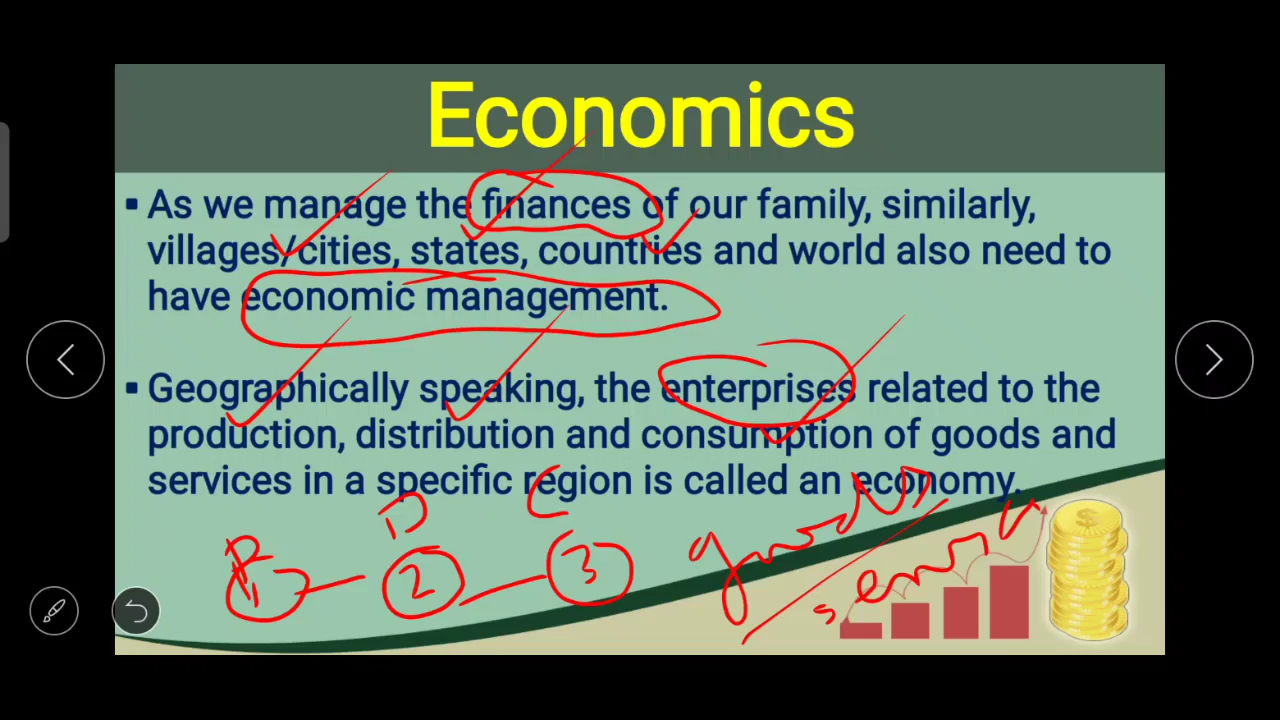 Economics
▪ As we manage the finances of our family, similarly,
villages/cities, states, countries and world also need to
have economic management.
▪ Geographically speaking, the enterprises related to the
production, distribution and consumption of goods and
services in a specific region is called an economy.
P D C
1 2 3
goods
$